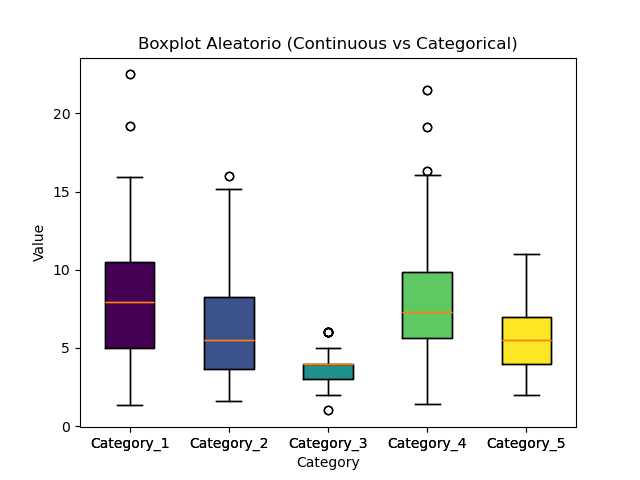 Boxplot Aleatorio (Continuous vs Categorical)
Value
20
15
10
5
0
Category_1 Category_2 Category_3 Category_4 Category_5
Category